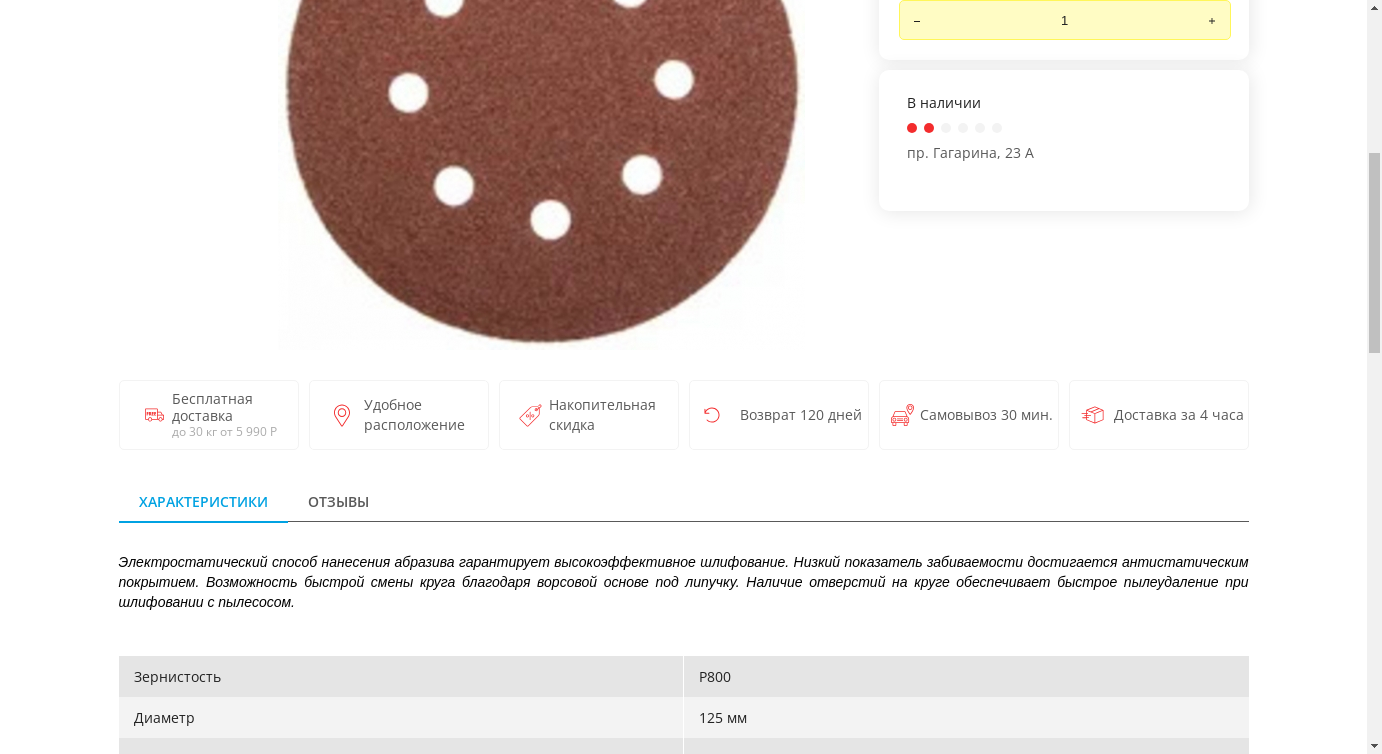 – 1 +
В наличии
пр. Гагарина, 23 А
Бесплатная
доставка
до 30 кг от 5 990 Р
Удобное
расположение
Накопительная
скидка
Возврат 120 дней
Самовывоз 30 мин.
Доставка за 4 часа
ХАРАКТЕРИСТИКИ
ОТЗЫВЫ
Электростатический способ нанесения абразива гарантирует высокоэффективное шлифование. Низкий показатель забиваемости достигается антистатическим
покрытием. Возможность быстрой смены круга благодаря ворсовой основе под липучку. Наличие отверстий на круге обеспечивает быстрое пылеудаление при
шлифовании с пылесосом.
Зернистость P800
Диаметр 125 мм